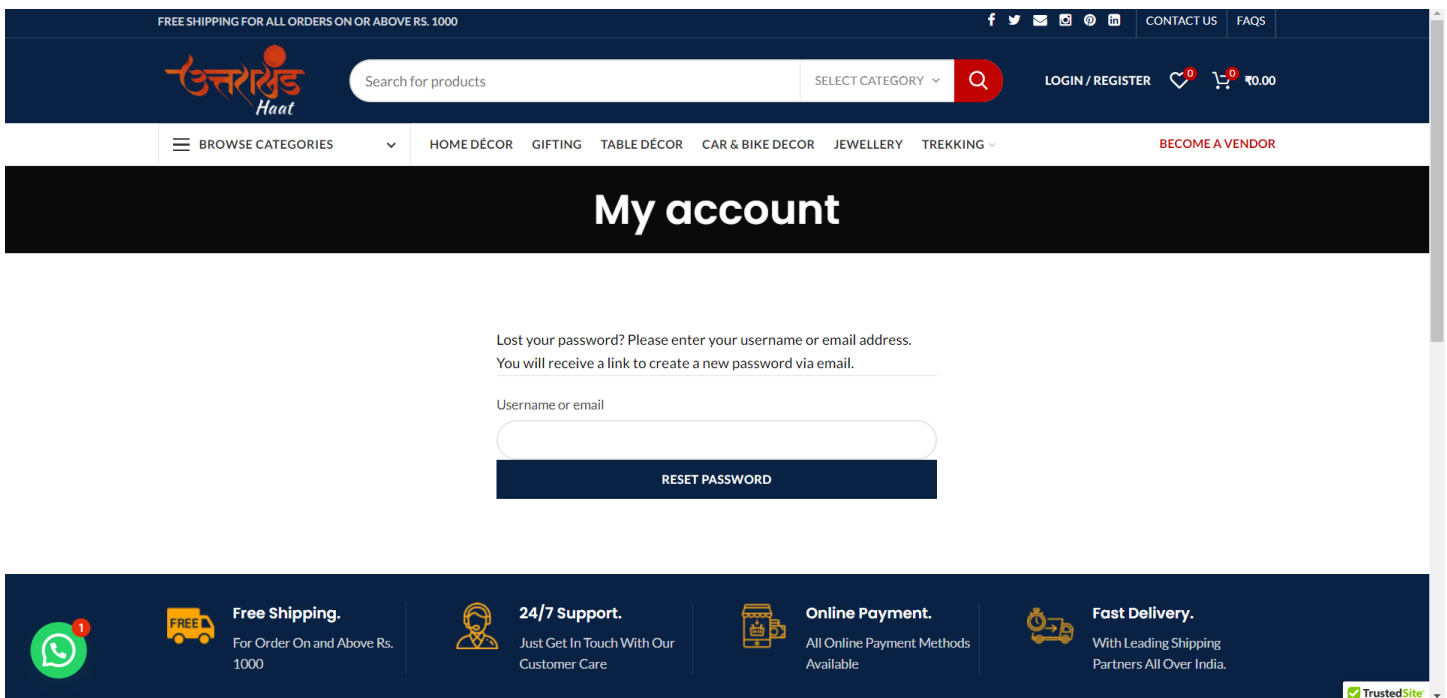 FREE SHIPPING FOR ALL ORDERS ON OR ABOVE RS. 1000
CONTACT US
FAQS
उत्तराखंड
Haat
Search for products
SELECT CATEGORY
LOGIN / REGISTER
0
0
₹0.00
BROWSE CATEGORIES
HOME DÉCOR
GIFTING
TABLE DÉCOR
CAR & BIKE DECOR
JEWELLERY
TREKKING
BECOME A VENDOR
My account
Lost your password? Please enter your username or email address.
You will receive a link to create a new password via email.
Username or email
RESET PASSWORD
FREE
Free Shipping.
For Order On and Above Rs.
1000
24/7 Support.
Just Get In Touch With Our
Customer Care
Online Payment.
All Online Payment Methods
Available
Fast Delivery.
With Leading Shipping
Partners All Over India.
1
TrustedSite